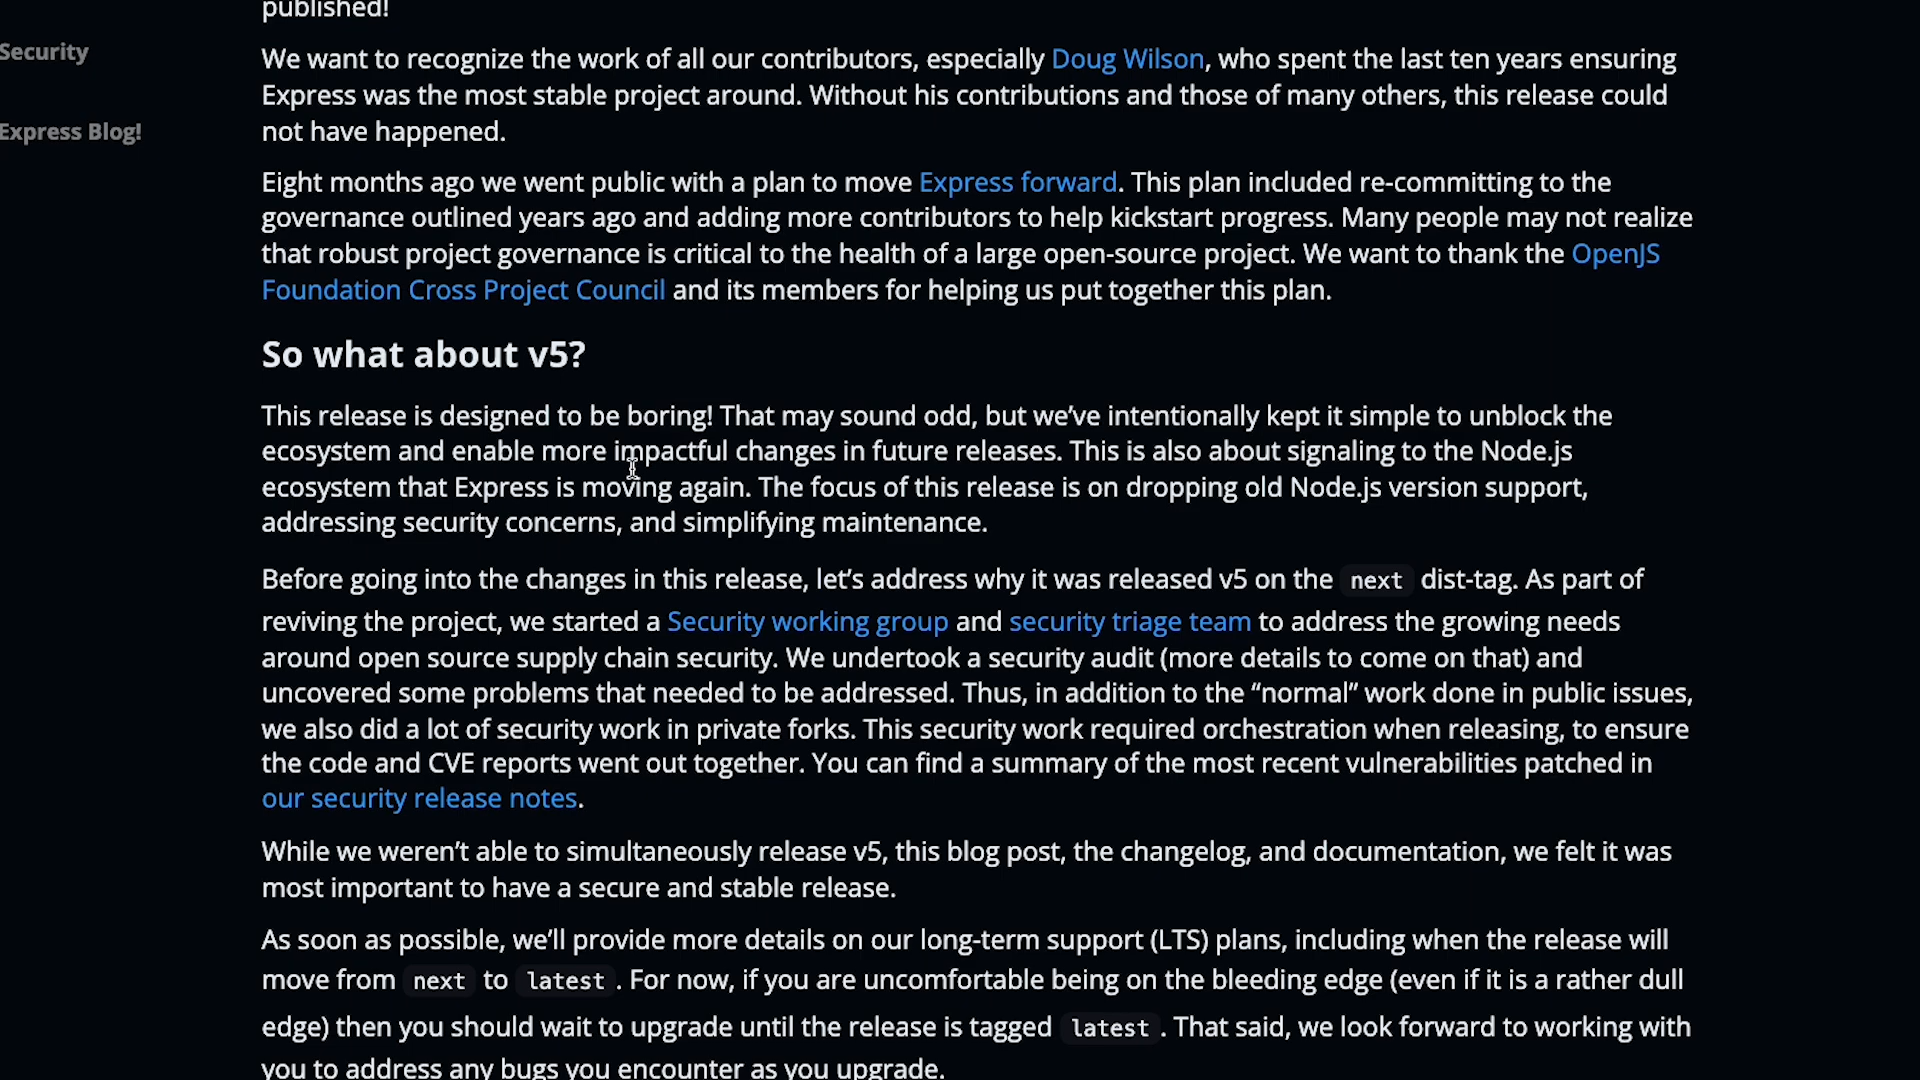 published!
Security
We want to recognize the work of all our contributors, especially Doug Wilson, who spent the last ten years ensuring
Express was the most stable project around. Without his contributions and those of many others, this release could
Express Blog!
not have happened.
Eight months ago we went public with a plan to move Express forward. This plan included re-committing to the
governance outlined years ago and adding more contributors to help kickstart progress. Many people may not realize
that robust project governance is critical to the health of a large open-source project. We want to thank the OpenJS
Foundation Cross Project Council and its members for helping us put together this plan.
So what about v5?
This release is designed to be boring! That may sound odd, but we’ve intentionally kept it simple to unblock the
ecosystem and enable more impactful changes in future releases. This is also about signaling to the Node.js
ecosystem that Express is moving again. The focus of this release is on dropping old Node.js version support,
addressing security concerns, and simplifying maintenance.
Before going into the changes in this release, let’s address why it was released v5 on the next dist-tag. As part of
reviving the project, we started a Security working group and security triage team to address the growing needs
around open source supply chain security. We undertook a security audit (more details to come on that) and
uncovered some problems that needed to be addressed. Thus, in addition to the “normal” work done in public issues,
we also did a lot of security work in private forks. This security work required orchestration when releasing, to ensure
the code and CVE reports went out together. You can find a summary of the most recent vulnerabilities patched in
our security release notes.
While we weren’t able to simultaneously release v5, this blog post, the changelog, and documentation, we felt it was
most important to have a secure and stable release.
As soon as possible, we’ll provide more details on our long-term support (LTS) plans, including when the release will
move from next to latest. For now, if you are uncomfortable being on the bleeding edge (even if it is a rather dull
edge) then you should wait to upgrade until the release is tagged latest. That said, we look forward to working with
you to address any bugs you encounter as you upgrade.